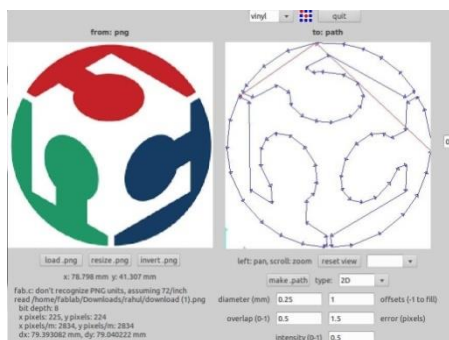 vinyl quit
from: png
to: path
0
load .png resize .png invert .png
left: pan, scroll: zoom reset view
x: 78.798 mm y: 41.307 mm
make .path type: 2D
fab.c: don't recognize PNG units, assuming 72/inch
read /home/fablab/Downloads/rahul/download (1).png
bit depth: 8
x pixels: 225, y pixels: 224
x pixels/m: 2834, y pixels/m: 2834
dx: 79.393082 mm, dy: 79.040222 mm
diameter (mm) 0.25 1 offsets (-1 to fill)
overlap (0-1) 0.5 1.5 error (pixels)
intensity (0-1) 0.5